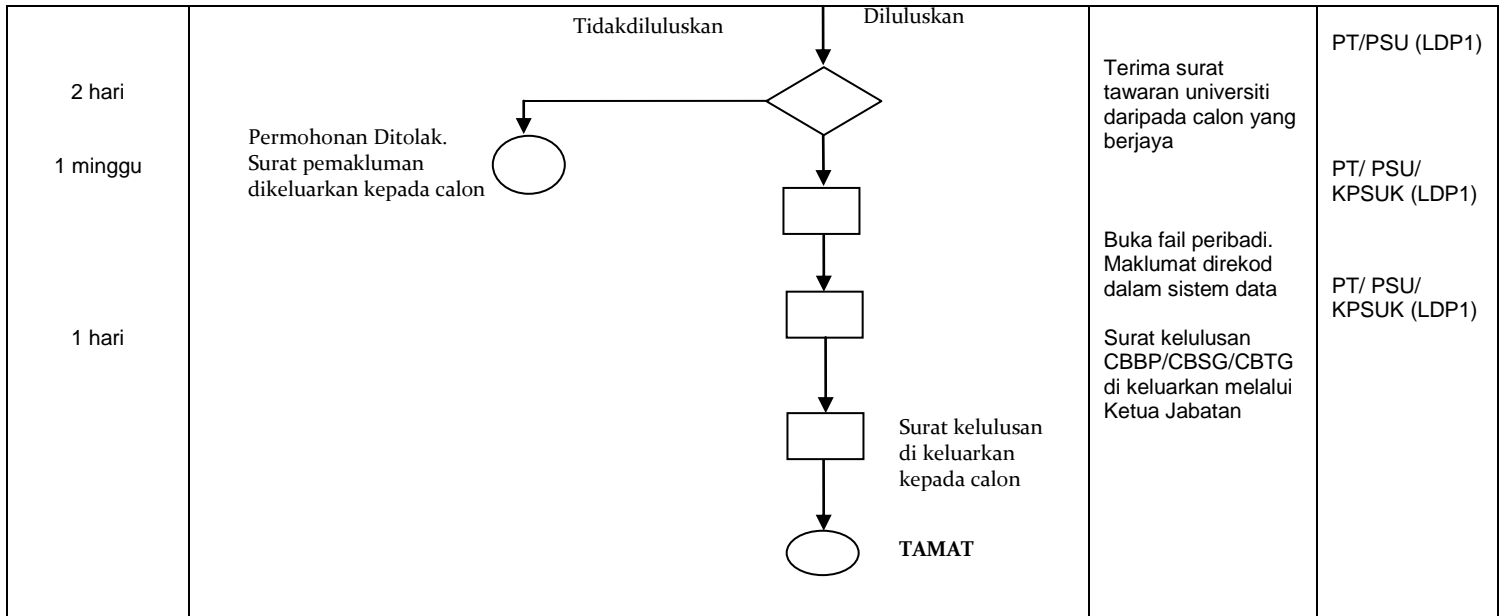 2 hari
1 minggu
1 hari
Tidakdiluluskan
Diluluskan
Permohonan Ditolak.
Surat pemakluman
dikeluarkan kepada calon
Surat kelulusan
di keluarkan
kepada calon
TAMAT
Terima surat
tawaran universiti
daripada calon yang
berjaya
Buka fail peribadi.
Maklumat direkod
dalam sistem data
Surat kelulusan
CBBP/CBSG/CBTG
di keluarkan melalui
Ketua Jabatan
PT/PSU (LDP1)
PT/ PSU/
KPSUK (LDP1)
PT/ PSU/
KPSUK (LDP1)